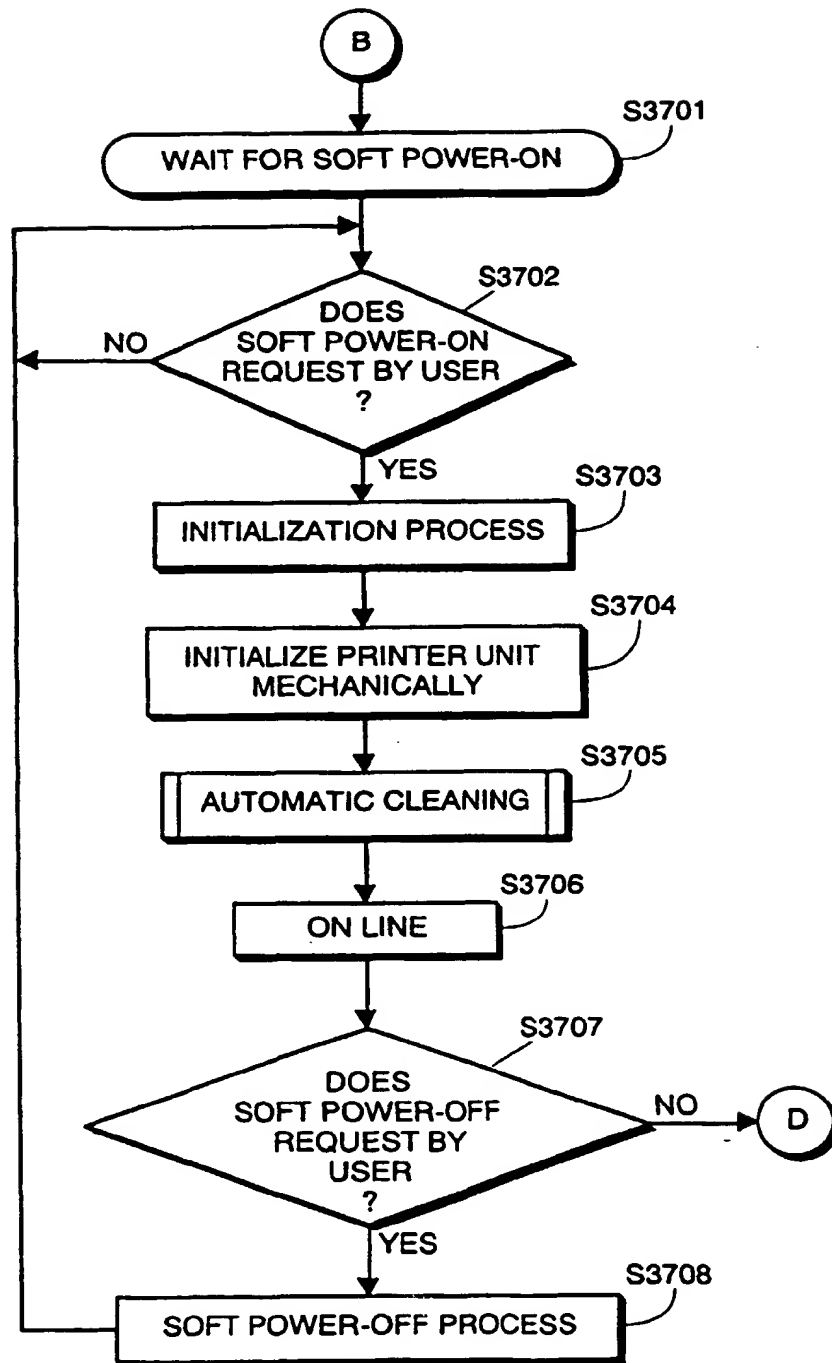 B
S3701
WAIT FOR SOFT POWER-ON
S3702
DOES
SOFT POWER-ON
REQUEST BY USER
?
NO
YES
S3703
INITIALIZATION PROCESS
S3704
INITIALIZE PRINTER UNIT
MECHANICALLY
S3705
AUTOMATIC CLEANING
S3706
ON LINE
S3707
DOES
SOFT POWER-OFF
REQUEST BY
USER
?
NO
D
YES
S3708
SOFT POWER-OFF PROCESS